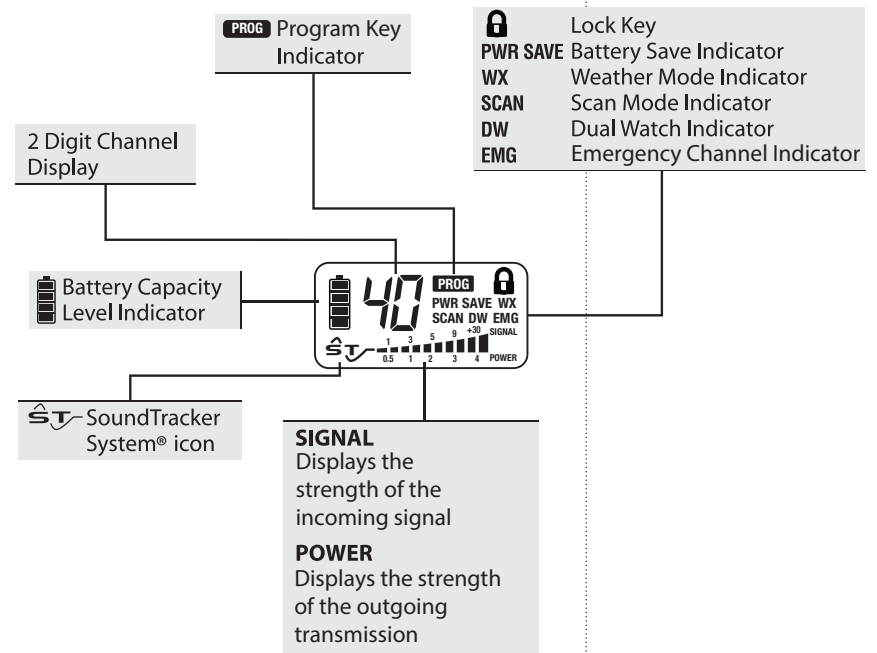 PROG Program Key
Indicator
Lock Key
PWR SAVE Battery Save Indicator
WX Weather Mode Indicator
SCAN Scan Mode Indicator
DW Dual Watch Indicator
EMG Emergency Channel Indicator
2 Digit Channel
Display
Battery Capacity
Level Indicator
40 PROG
PWR SAVE WX
SCAN DW EMG
1 3 5 9 +30 SIGNAL
ŜT
0.5 1 2 3 4 POWER
ŜT SoundTracker
System® icon
SIGNAL
Displays the
strength of the
incoming signal
POWER
Displays the strength
of the outgoing
transmission